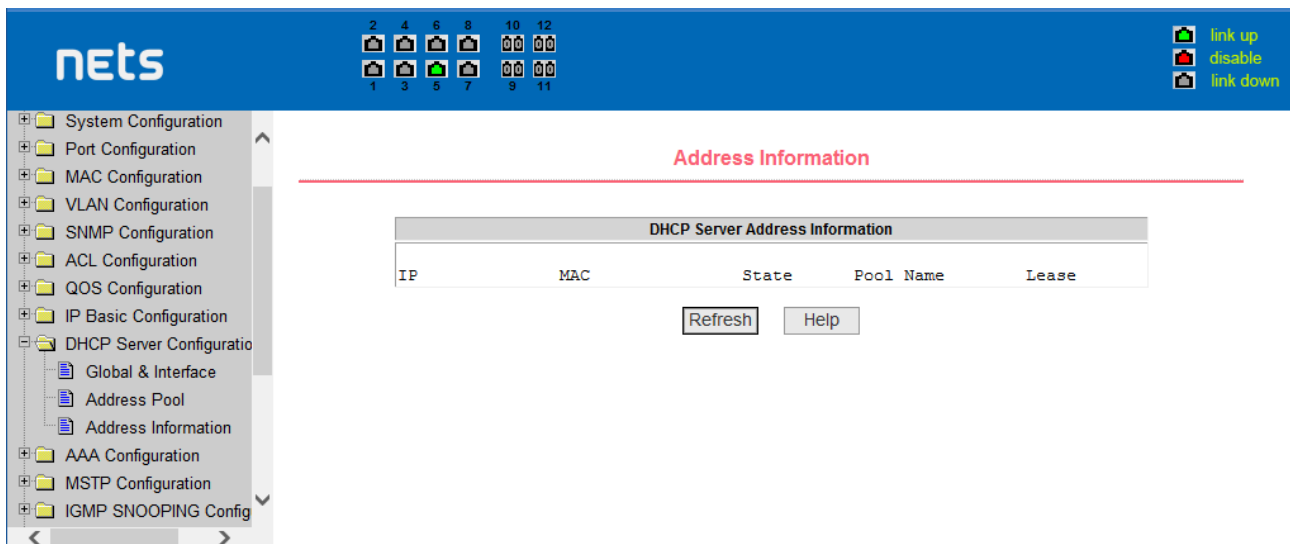 nets
2 4 6 8 10 12
1 3 5 7 9 11
link up
disable
link down
System Configuration
Port Configuration
MAC Configuration
VLAN Configuration
SNMP Configuration
ACL Configuration
QOS Configuration
IP Basic Configuration
DHCP Server Configuratio
Global & Interface
Address Pool
Address Information
AAA Configuration
MSTP Configuration
IGMP SNOOPING Config
Address Information
DHCP Server Address Information
IP MAC State Pool Name Lease
Refresh Help